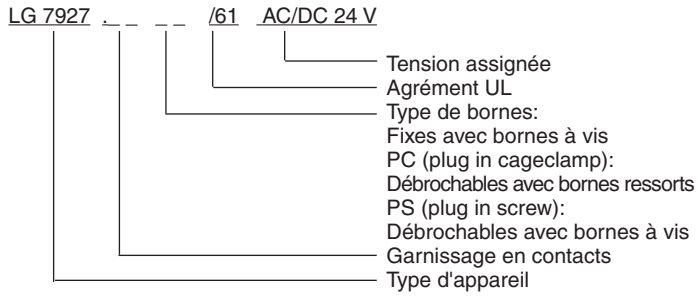 LG 7927 ._ _ _ _ /61 AC/DC 24 V
Tension assignée
Agrément UL
Type de bornes:
Fixes avec bornes à vis
PC (plug in cageclamp):
Débrochables avec bornes ressorts
PS (plug in screw):
Débrochables avec bornes à vis
Garnissage en contacts
Type d'appareil